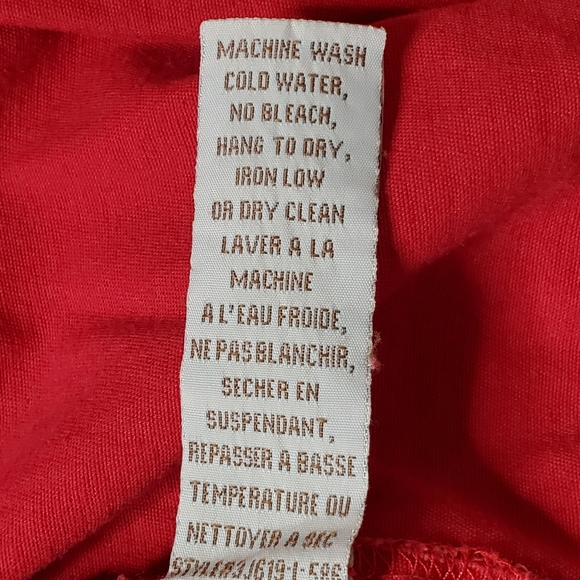 MACHINE WASH
COLD WATER,
NO BLEACH,
HANG TO DRY,
IRON LOW
OR DRY CLEAN
LAVER A LA
MACHINE
A L'EAU FROIDE,
NE PAS BLANCHIR,
SECHER EN
SUSPENDANT,
REPASSER A BASSE
TEMPERATURE OU
NETTOYER A SEC